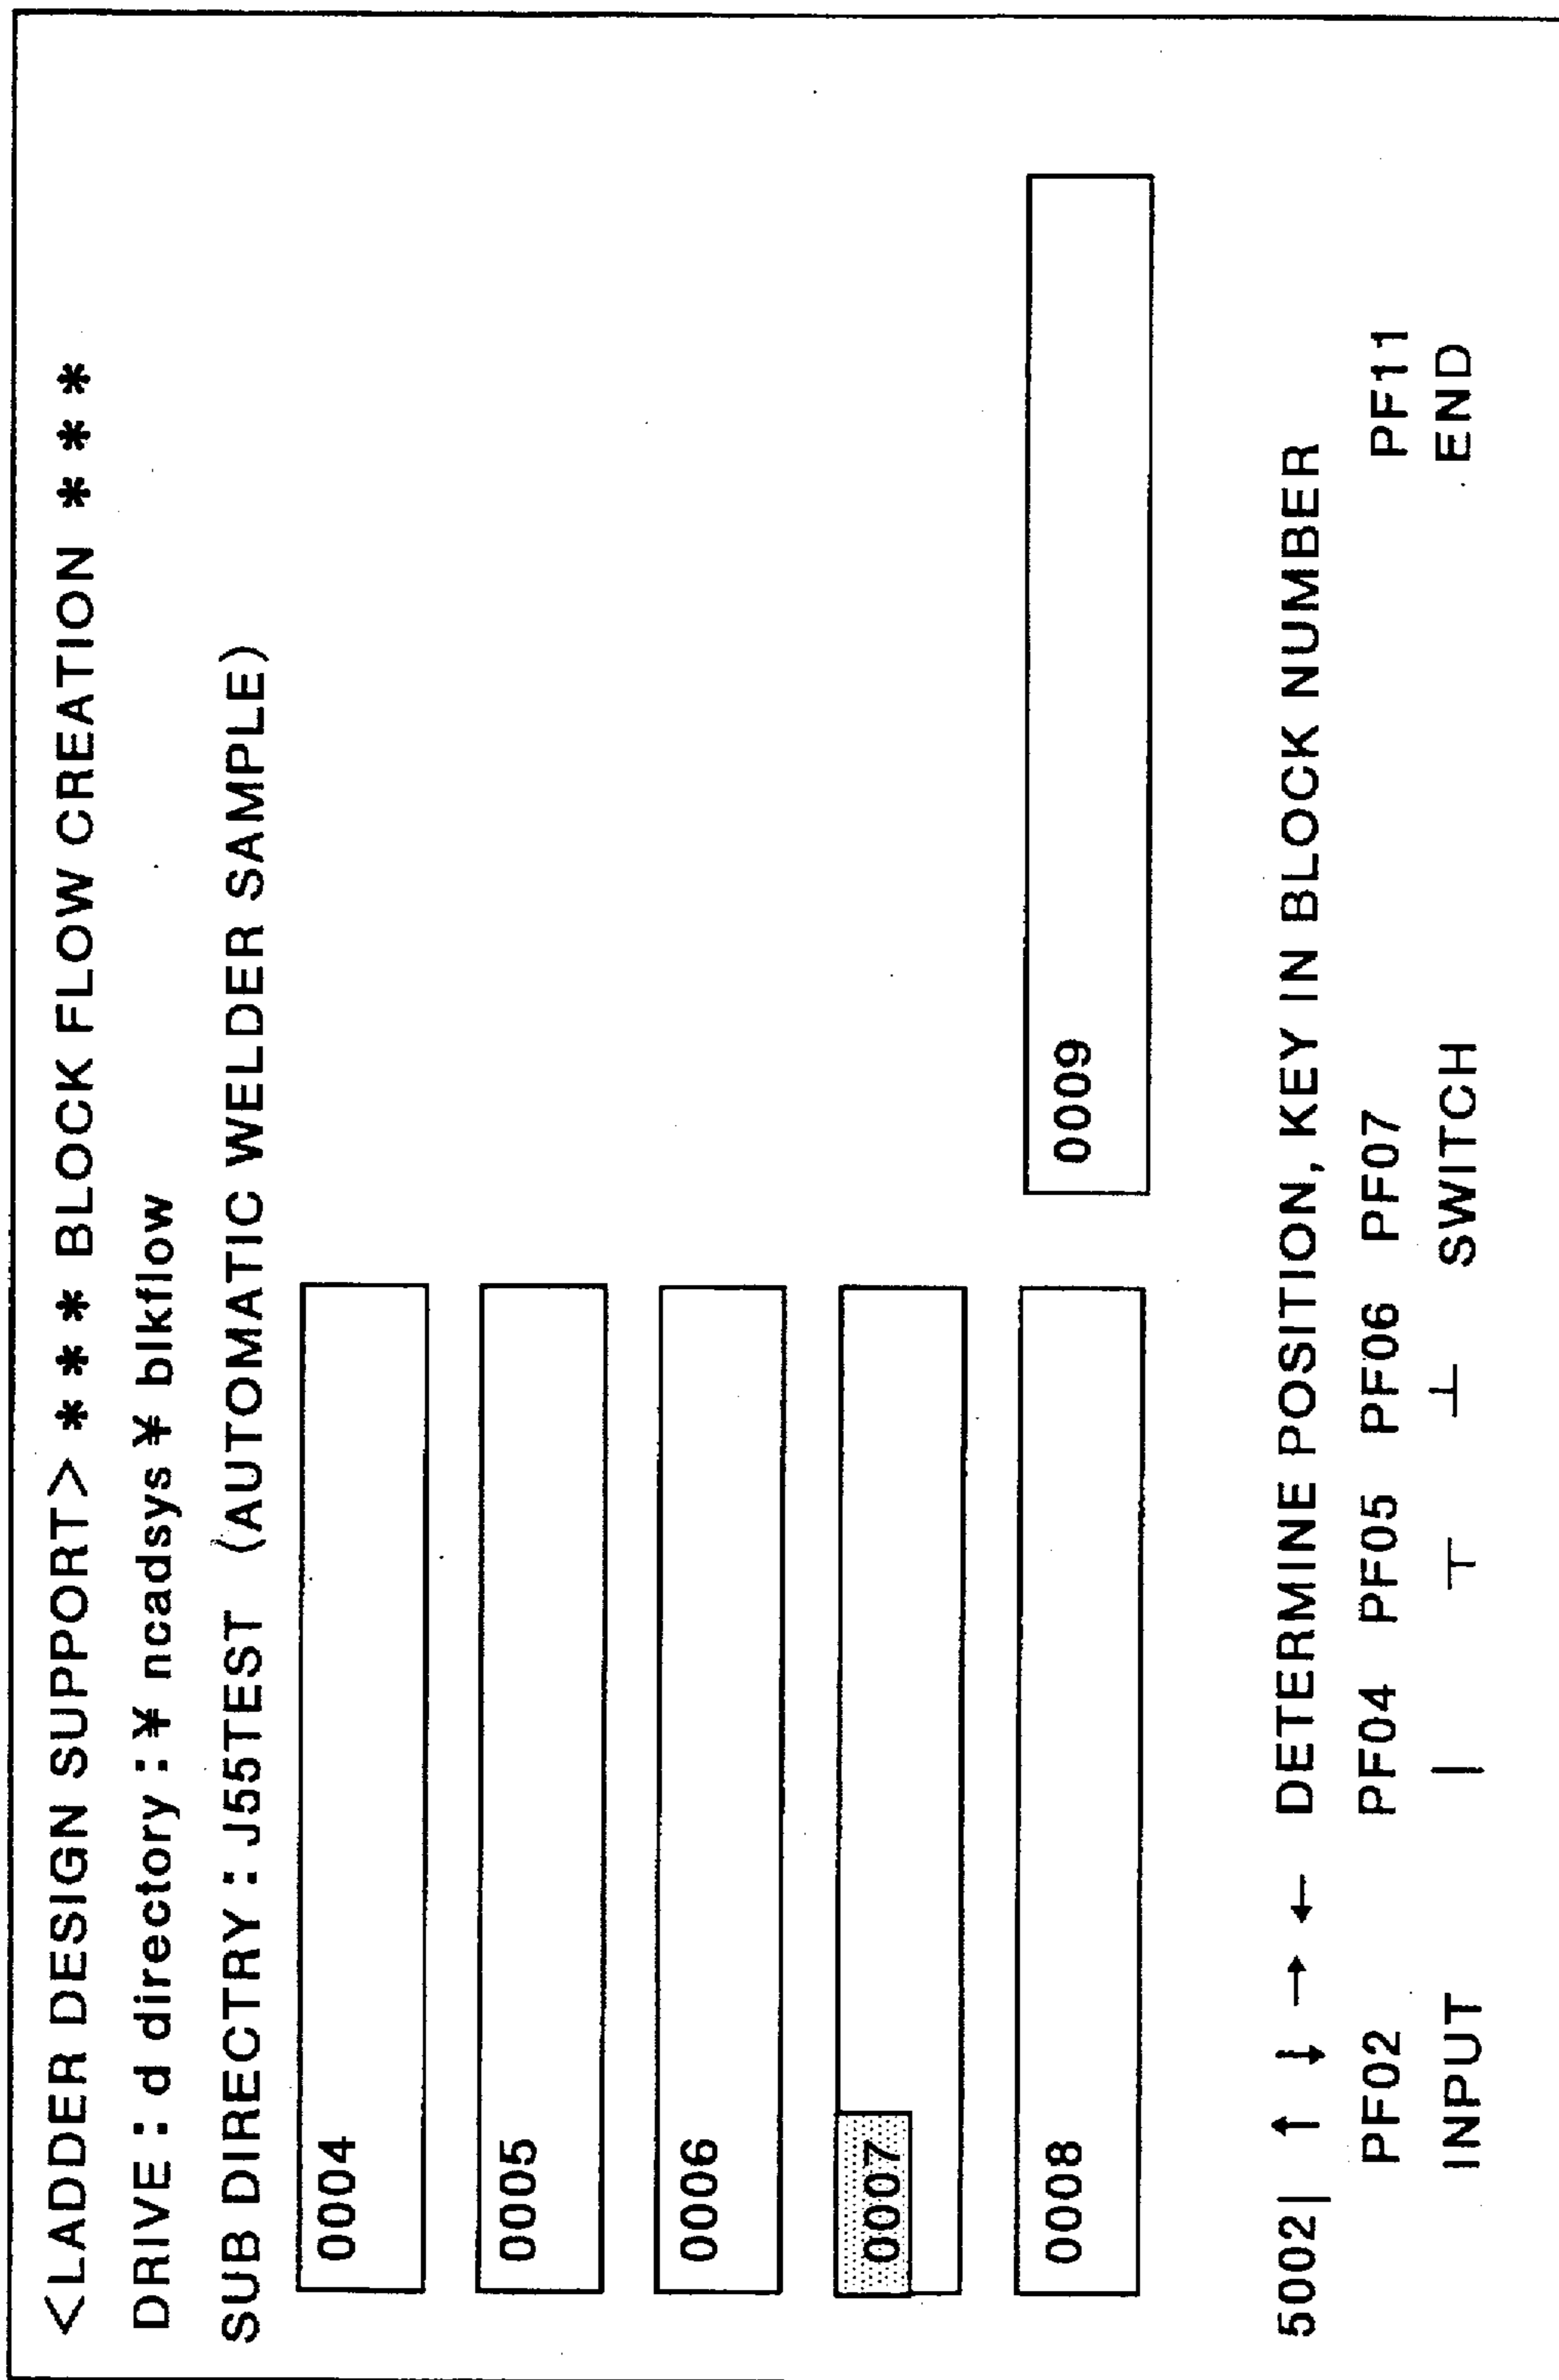 <LADDER DESIGN SUPPORT> * * * BLOCK FLOW CREATION * * *
DRIVE : d directory : ¥ ncadsys ¥ blkflow
SUB DIRECTRY : J55TEST (AUTOMATIC WELDER SAMPLE)
0004
0005
0006
0007
0008 0009
5002| ↑ ↓ → ← DETERMINE POSITION, KEY IN BLOCK NUMBER
PF02 PF04 PF05 PF06 PF07 PF11
INPUT — ├ ┤ SWITCH END